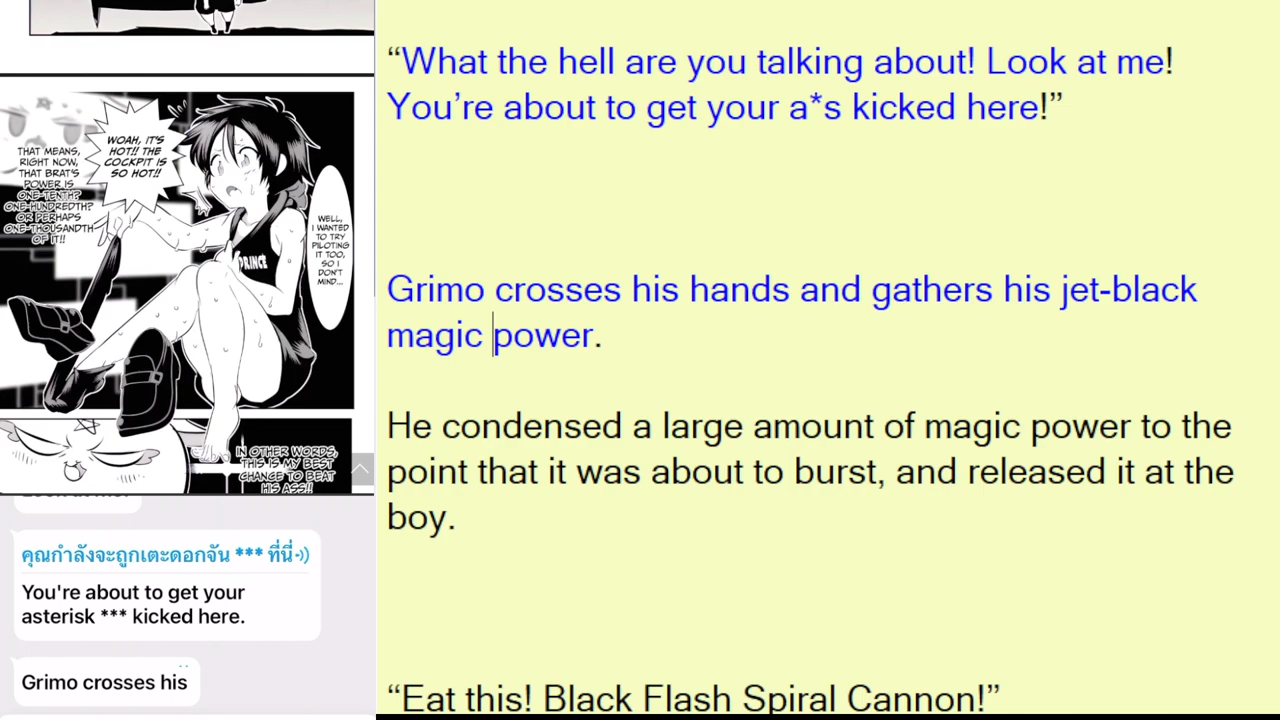 WOAH, IT'S
HOT!! THE
COCKPIT IS
SO HOT!!
THAT MEANS,
RIGHT NOW,
THAT BRAT'S
POWER IS
ONE-TENTH?
ONE-HUNDREDTH?
OR PERHAPS
ONE-THOUSANDTH
OF IT!!
WELL,
I WANTED
TO TRY
PILOTING
IT TOO,
SO I
DON'T
MIND...
PRINCE
IN OTHER WORDS,
THIS IS MY BEST
CHANCE TO BEAT
HIS ASS!!
คุณกำลังจะถูกเตะดอกจัน *** ที่นี่
You're about to get your
asterisk *** kicked here.
Grimo crosses his
“What the hell are you talking about! Look at me!
You’re about to get your a*s kicked here!”
Grimo crosses his hands and gathers his jet-black
magic power.
He condensed a large amount of magic power to the
point that it was about to burst, and released it at the
boy.
“Eat this! Black Flash Spiral Cannon!”